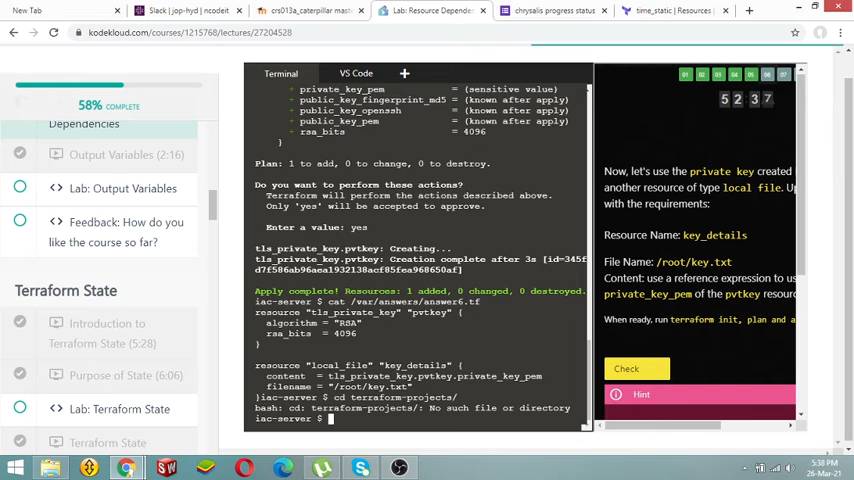 New Tab
Slack | jop-hyd | ncodeit
crs013a_caterpillar mast
Lab: Resource Dependen
chrysalis progress status
time_static | Resources |
kodekloud.com/courses/1215768/lectures/27204528
58% COMPLETE
Dependencies
Output Variables (2:16)
Lab: Output Variables
Feedback: How do you
like the course so far?
Terraform State
Introduction to
Terraform State (5:28)
Purpose of State (6:06)
Lab: Terraform State
Terraform State
Terminal
VS Code
+ private_key_pem = (sensitive value)
+ public_key_fingerprint_md5 = (known after apply)
+ public_key_openssh = (known after apply)
+ public_key_pem = (known after apply)
+ rsa_bits = 4096
}
Plan: 1 to add, 0 to change, 0 to destroy.
Do you want to perform these actions?
Terraform will perform the actions described above.
Only 'yes' will be accepted to approve.
Enter a value: yes
tls_private_key.pvtkey: Creating...
tls_private_key.pvtkey: Creation complete after 3s [id=345f
d7f586ab96aea1932138acf85fea968650af]
Apply complete! Resources: 1 added, 0 changed, 0 destroyed.
iac-server $ cat /var/answers/answer6.tf
resource "tls_private_key" "pvtkey" {
algorithm = "RSA"
rsa_bits = 4096
}
resource "local_file" "key_details" {
content = tls_private_key.pvtkey.private_key_pem
filename = "/root/key.txt"
}iac-server $ cd terraform-projects/
bash: cd: terraform-projects/: No such file or directory
iac-server $
01 02 03 04 05 06 07
52 37
Now, let's use the private key created
another resource of type local file. Up
with the requirements:
Resource Name: key_details
File Name: /root/key.txt
Content: use a reference expression to us
private_key_pem of the pvtkey resourc
When ready, run terraform init, plan and a
Check
Hint
5:38 PM
26-Mar-21